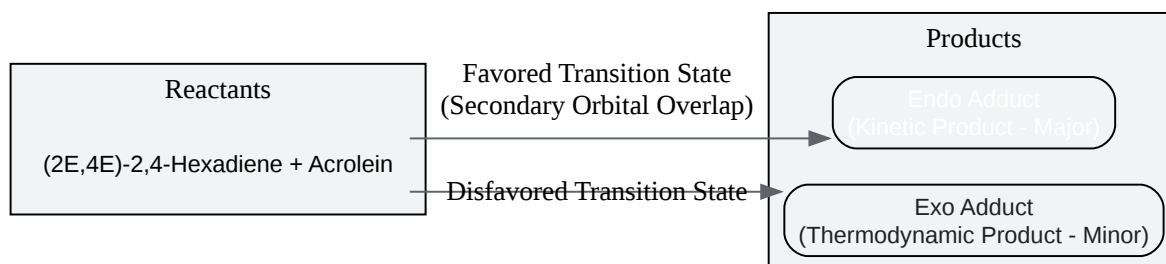 Reactants
(2E,4E)-2,4-Hexadiene + Acrolein
Favored Transition State
(Secondary Orbital Overlap)
Disfavored Transition State
Products
Endo Adduct
(Kinetic Product - Major)
Exo Adduct
(Thermodynamic Product - Minor)